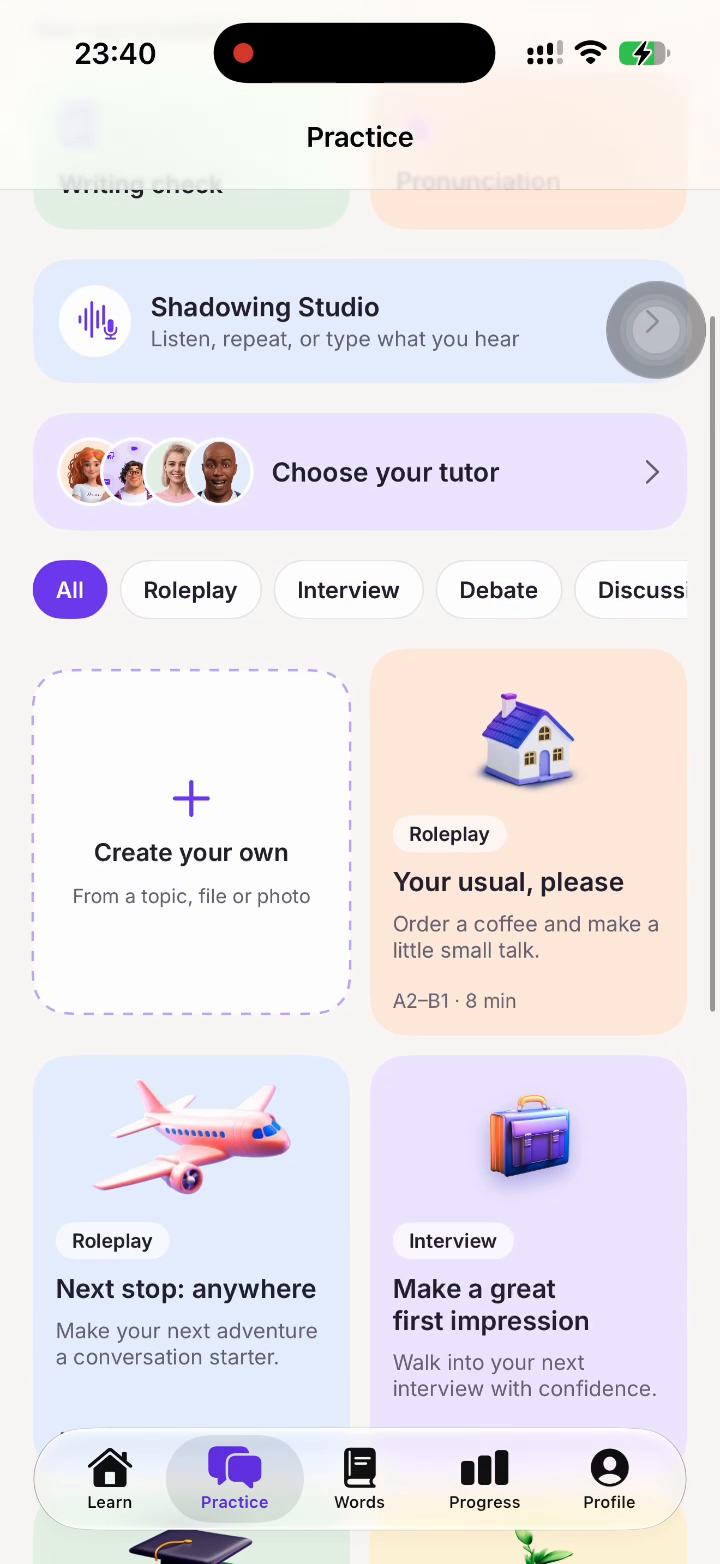 23:40
Practice
Writing check
Pronunciation
Shadowing Studio
Listen, repeat, or type what you hear
Choose your tutor
All
Roleplay
Interview
Debate
Discussi
Create your own
From a topic, file or photo
Roleplay
Your usual, please
Order a coffee and make a
little small talk.
A2–B1 · 8 min
Roleplay
Next stop: anywhere
Make your next adventure
a conversation starter.
Interview
Make a great
first impression
Walk into your next
interview with confidence.
Learn
Practice
Words
Progress
Profile